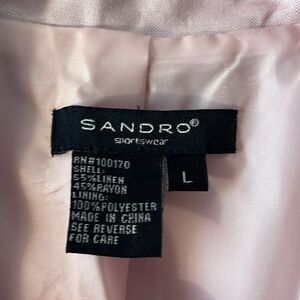 SANDRO®
sportswear
RN#100170
SHELL:
55%LINEN
45%RAYON
LINING:
100%POLYESTER
MADE IN CHINA
SEE REVERSE
FOR CARE
L